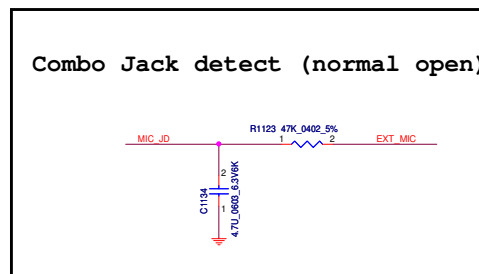 Combo Jack detect (normal open)
R1123 47K_0402_5%
MIC_JD
1
2
EXT_MIC
2
C1134
1
4.7U_0603_6.3V6K